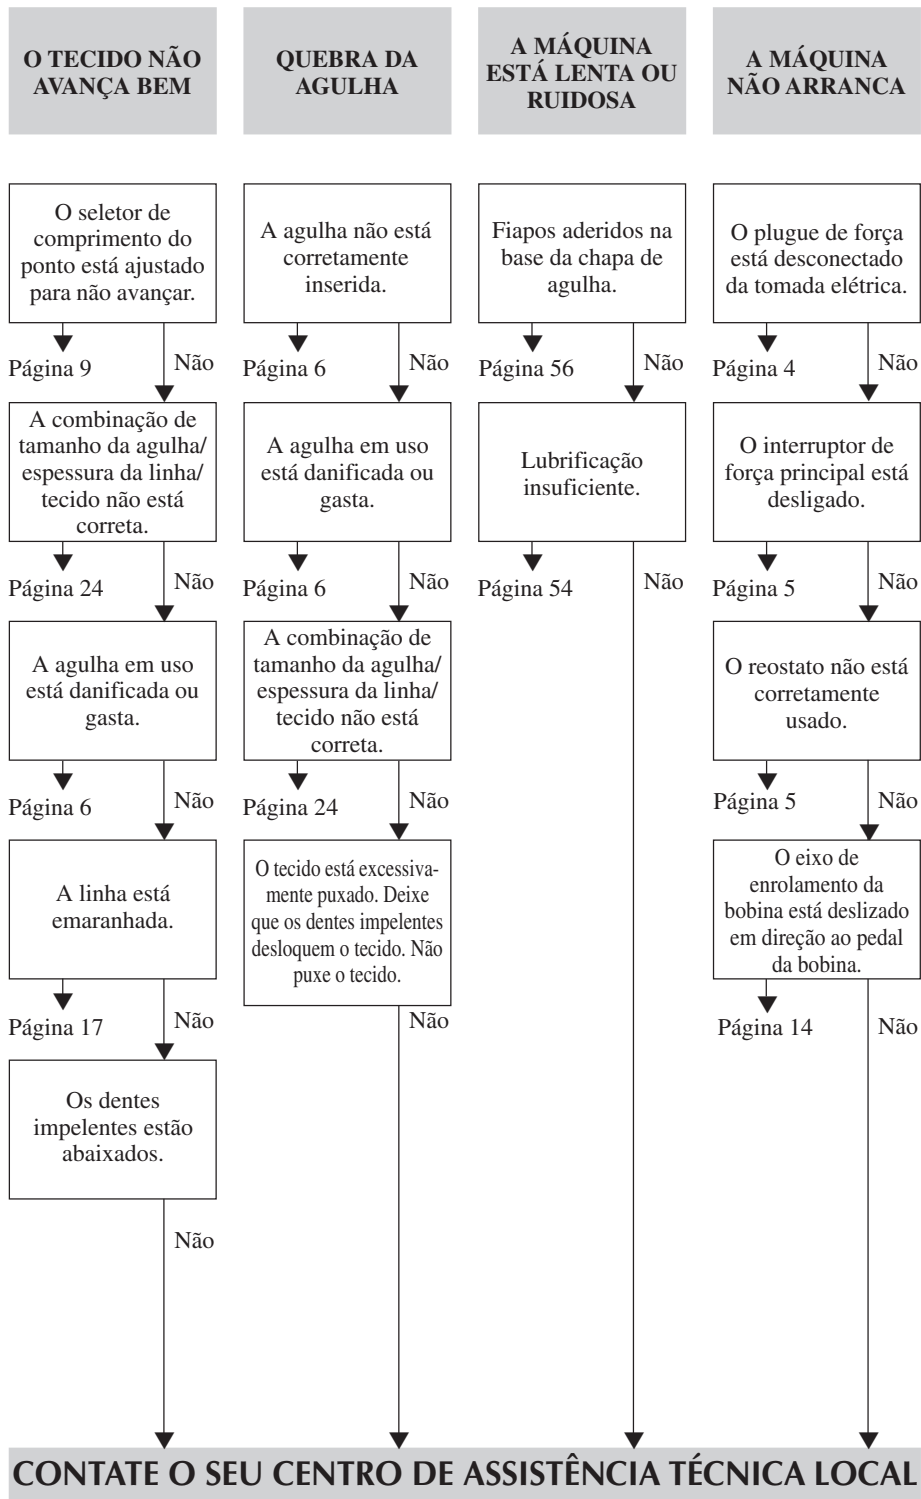 O TECIDO NÃO
AVANÇA BEM
O seletor de
comprimento do
ponto está ajustado
para não avançar.
Página 9
Não
A combinação de
tamanho da agulha/
espessura da linha/
tecido não está
correta.
Página 24
Não
A agulha em uso
está danificada ou
gasta.
Página 6
Não
A linha está
emaranhada.
Página 17
Não
Os dentes
impelentes estão
abaixados.
Não
QUEBRA DA
AGULHA
A agulha não está
corretamente
inserida.
Página 6
Não
A agulha em uso
está danificada ou
gasta.
Página 6
Não
A combinação de
tamanho da agulha/
espessura da linha/
tecido não está
correta.
Página 24
Não
O tecido está excessiva-
mente puxado. Deixe
que os dentes impelentes
desloquem o tecido. Não
puxe o tecido.
Não
A MÁQUINA
ESTÁ LENTA OU
RUIDOSA
Fiapos aderidos na
base da chapa de
agulha.
Página 56
Não
Lubrificação
insuficiente.
Página 54
Não
A MÁQUINA
NÃO ARRANCA
O plugue de força
está desconectado
da tomada elétrica.
Página 4
Não
O interruptor de
força principal está
desligado.
Página 5
Não
O reostato não está
corretamente
usado.
Página 5
Não
O eixo de
enrolamento da
bobina está deslizado
em direção ao pedal
da bobina.
Página 14
Não
CONTATE O SEU CENTRO DE ASSISTÊNCIA TÉCNICA LOCAL